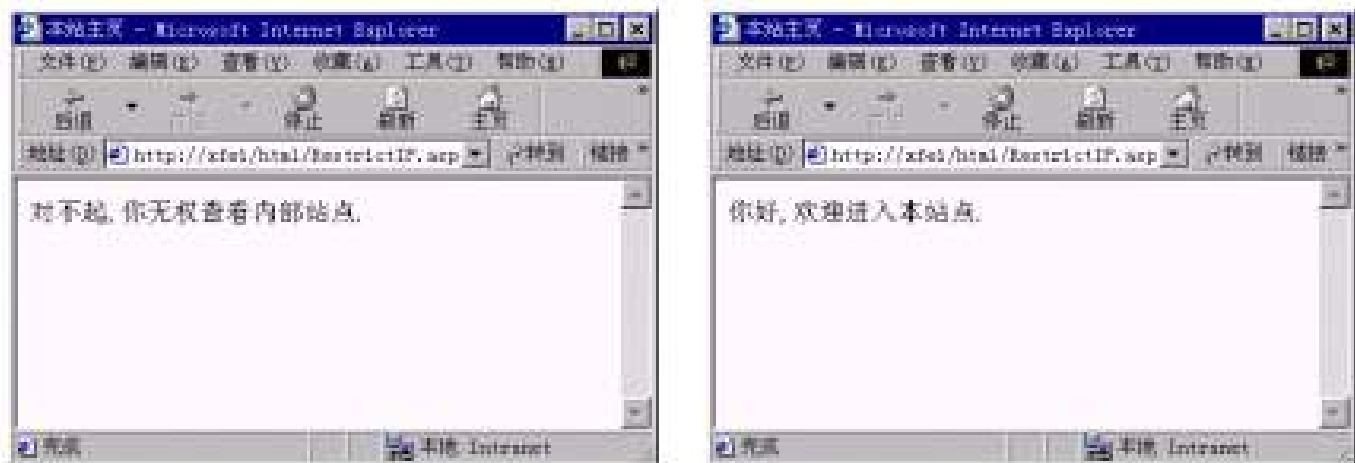 本站主页 - Microsoft Internet Explorer
文件(F) 编辑(E) 查看(V) 收藏(A) 工具(T) 帮助(H)
后退 停止 刷新 主页
地址(D) http://xfei/html/RestrictIP.asp 转到 链接
对不起, 你无权查看内部站点.
完成 本地 Intranet
本站主页 - Microsoft Internet Explorer
文件(F) 编辑(E) 查看(V) 收藏(A) 工具(T) 帮助(H)
后退 停止 刷新 主页
地址(D) http://xfei/html/RestrictIP.asp 转到 链接
你好, 欢迎进入本站点.
完成 本地 Intranet